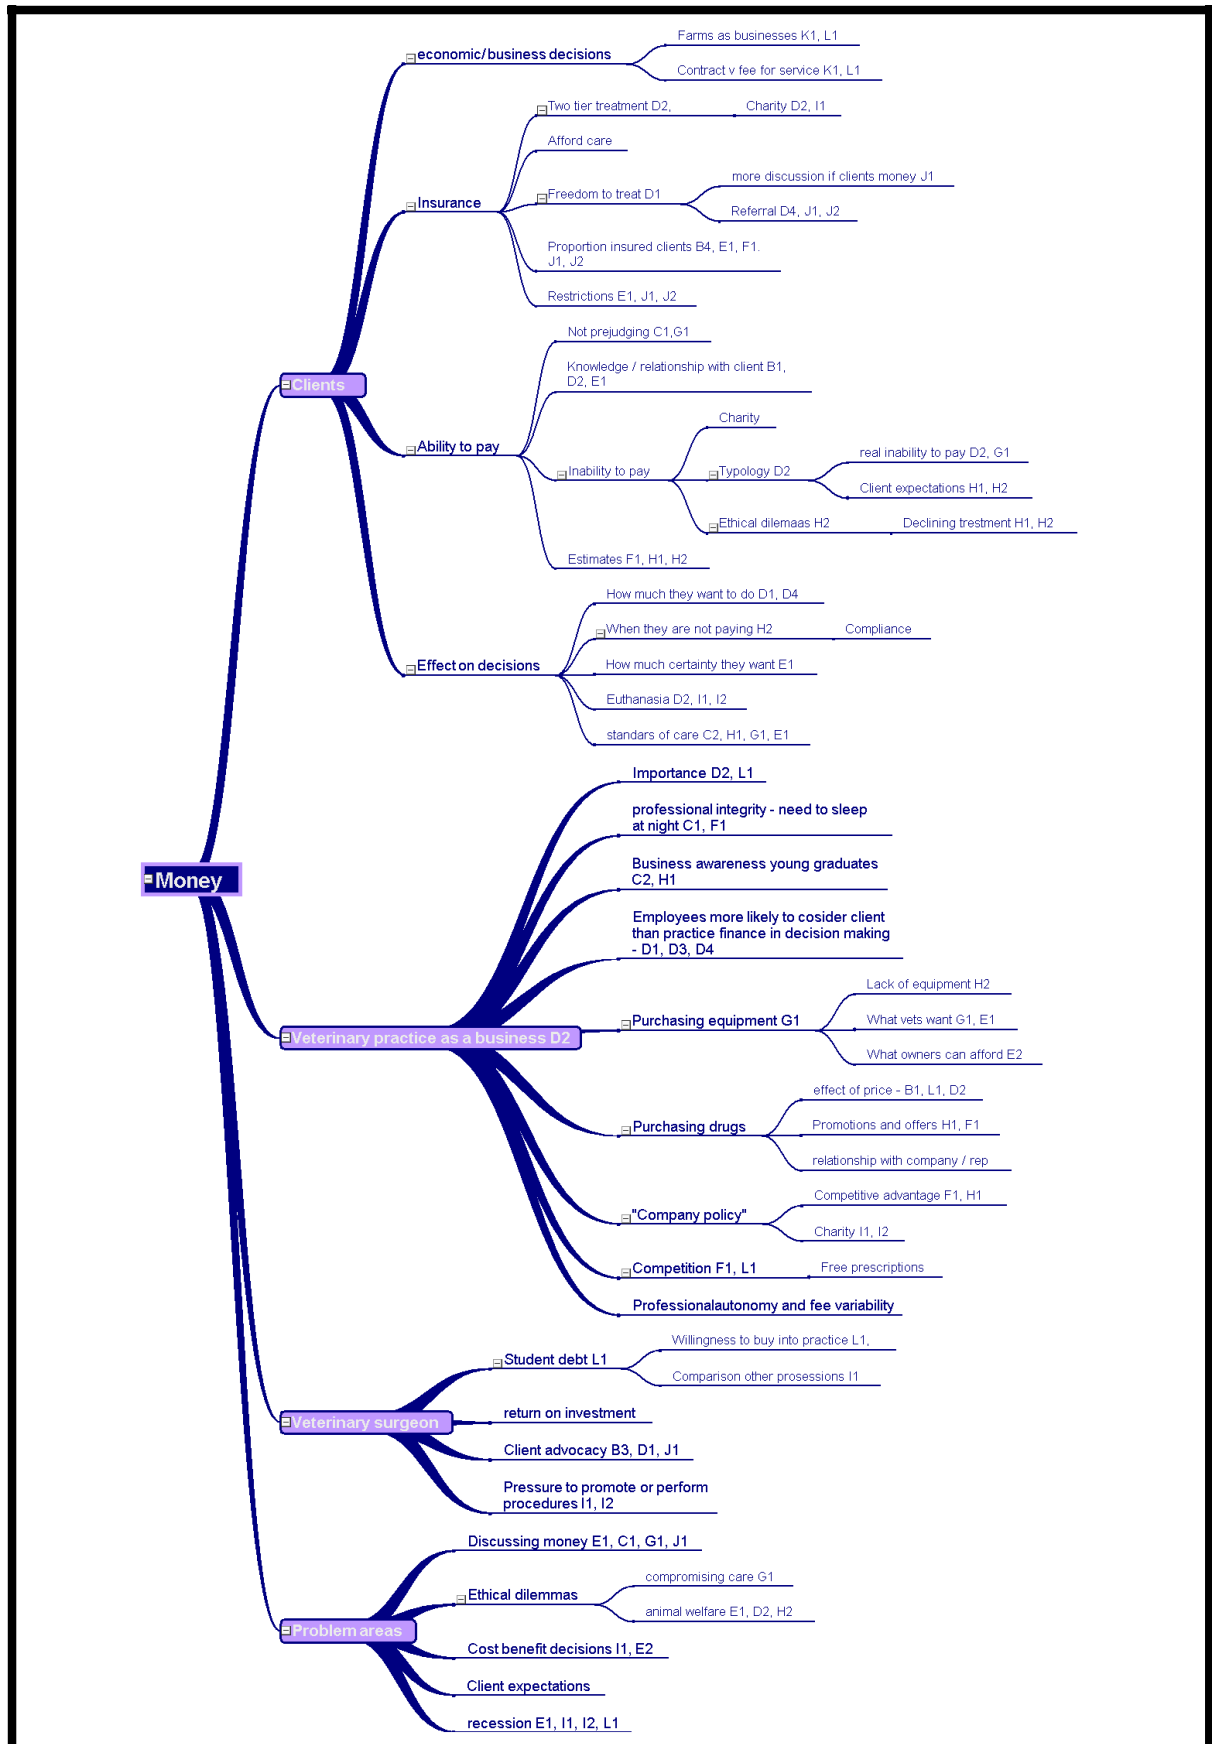 economic/business decisions
Farms as businesses K1, L1
Contract v fee for service K1, L1
Insurance
Two tier treatment D2,
Charity D2, I1
Afford care
Freedom to treat D1
more discussion if clients money J1
Referral D4, J1, J2
Proportion insured clients B4, E1, F1.
J1, J2
Restrictions E1, J1, J2
Clients
Ability to pay
Not prejudging C1,G1
Knowledge / relationship with client B1,
D2, E1
Inability to pay
Charity
Typology D2
real inability to pay D2, G1
Client expectations H1, H2
Ethical dilemaas H2
Declining trestment H1, H2
Estimates F1, H1, H2
Effect on decisions
How much they want to do D1, D4
When they are not paying H2
Compliance
How much certainty they want E1
Euthanasia D2, I1, I2
standars of care C2, H1, G1, E1
Money
Veterinary practice as a business D2
Importance D2, L1
professional integrity - need to sleep
at night C1, F1
Business awareness young graduates
C2, H1
Employees more likely to cosider client
than practice finance in decision making
- D1, D3, D4
Purchasing equipment G1
Lack of equipment H2
What vets want G1, E1
What owners can afford E2
Purchasing drugs
effect of price - B1, L1, D2
Promotions and offers H1, F1
relationship with company / rep
"Company policy"
Competitive advantage F1, H1
Charity I1, I2
Competition F1, L1
Free prescriptions
Professionalautonomy and fee variability
Veterinary surgeon
Student debt L1
Willingness to buy into practice L1,
Comparison other prosessions I1
return on investment
Client advocacy B3, D1, J1
Pressure to promote or perform
procedures I1, I2
Problem areas
Discussing money E1, C1, G1, J1
Ethical dilemmas
compromising care G1
animal welfare E1, D2, H2
Cost benefit decisions I1, E2
Client expectations
recession E1, I1, I2, L1